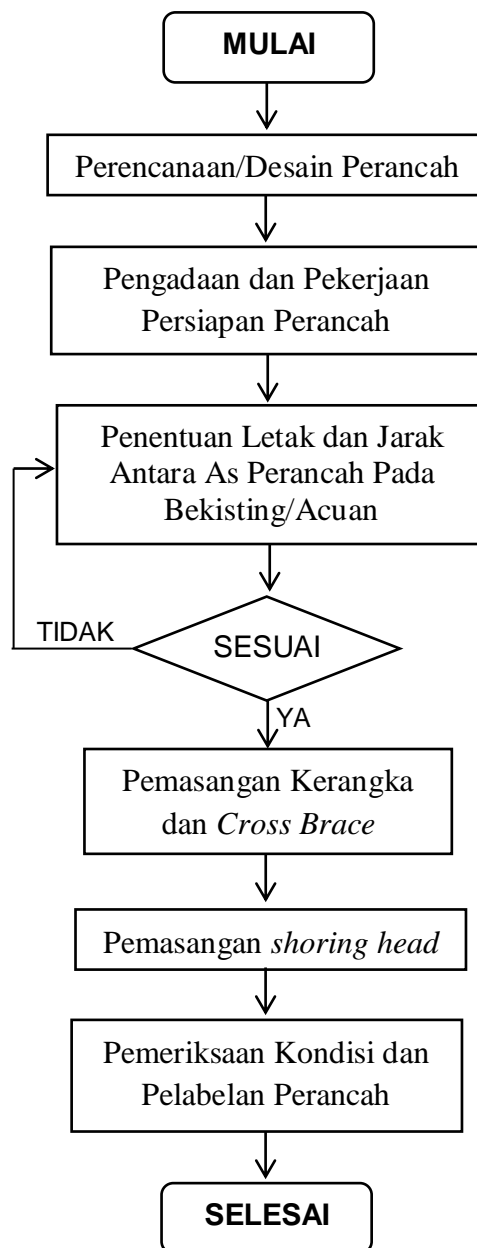 MULAI
Perencanaan/Desain Perancah
Pengadaan dan Pekerjaan
Persiapan Perancah
Penentuan Letak dan Jarak
Antara As Perancah Pada
Bekisting/Acuan
TIDAK
SESUAI
YA
Pemasangan Kerangka
dan Cross Brace
Pemasangan shoring head
Pemeriksaan Kondisi dan
Pelabelan Perancah
SELESAI